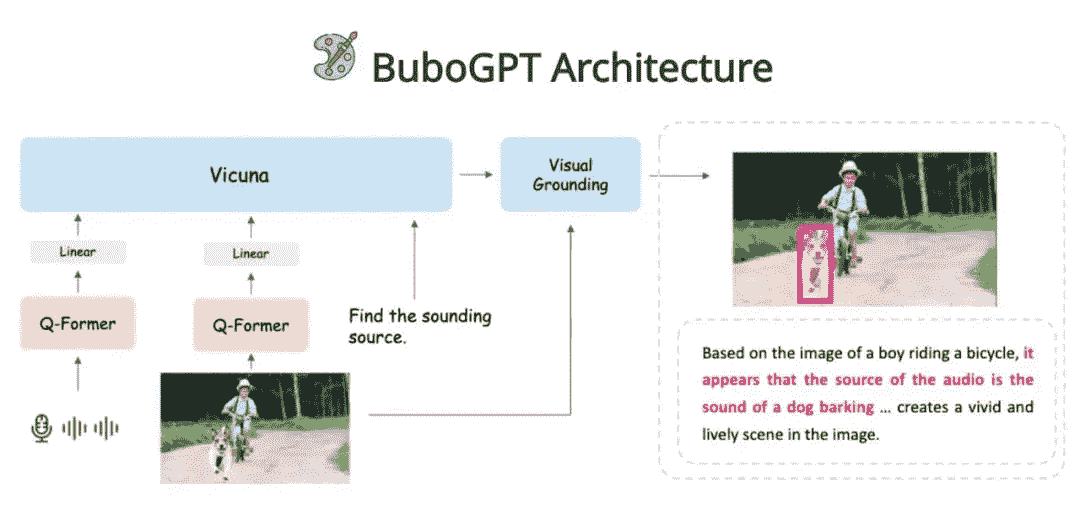 BuboGPT Architecture
Vicuna
Visual
Grounding
Linear
Linear
Q-Former
Q-Former
Find the sounding
source.
Based on the image of a boy riding a bicycle, it
appears that the source of the audio is the
sound of a dog barking ... creates a vivid and
lively scene in the image.